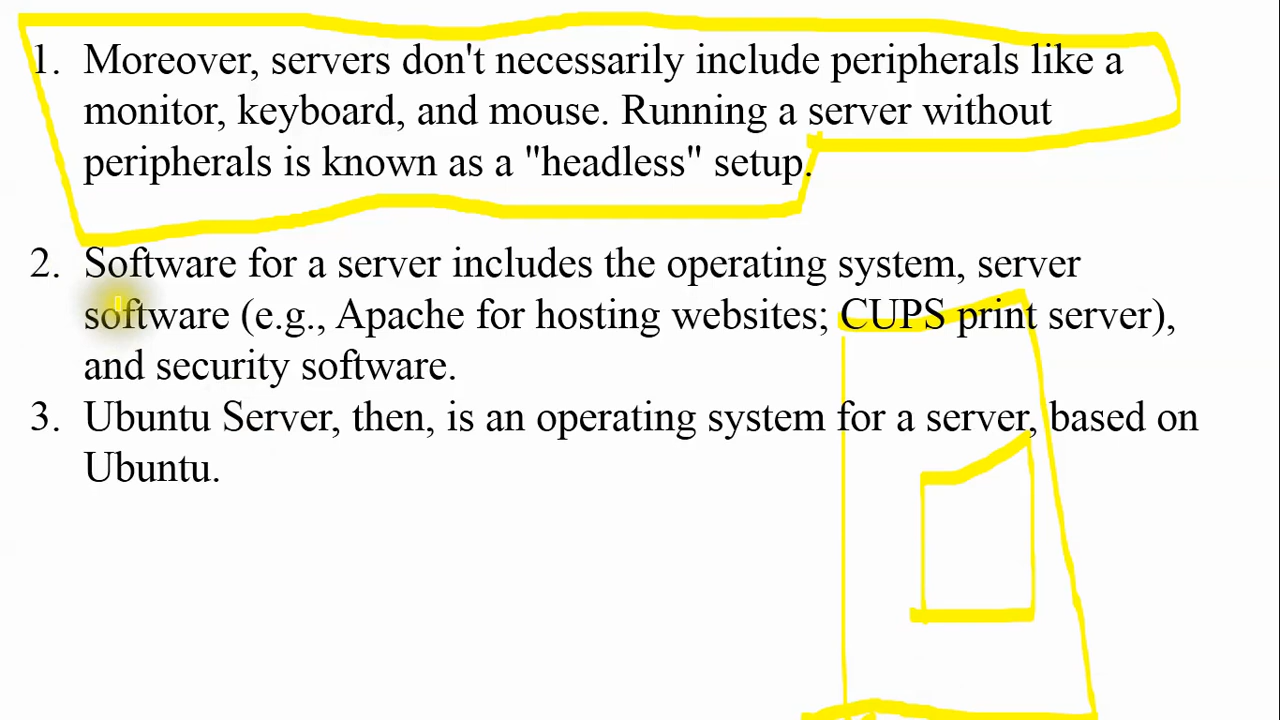 1. Moreover, servers don't necessarily include peripherals like a
monitor, keyboard, and mouse. Running a server without
peripherals is known as a "headless" setup.
2. Software for a server includes the operating system, server
software (e.g., Apache for hosting websites; CUPS print server),
and security software.
3. Ubuntu Server, then, is an operating system for a server, based on
Ubuntu.